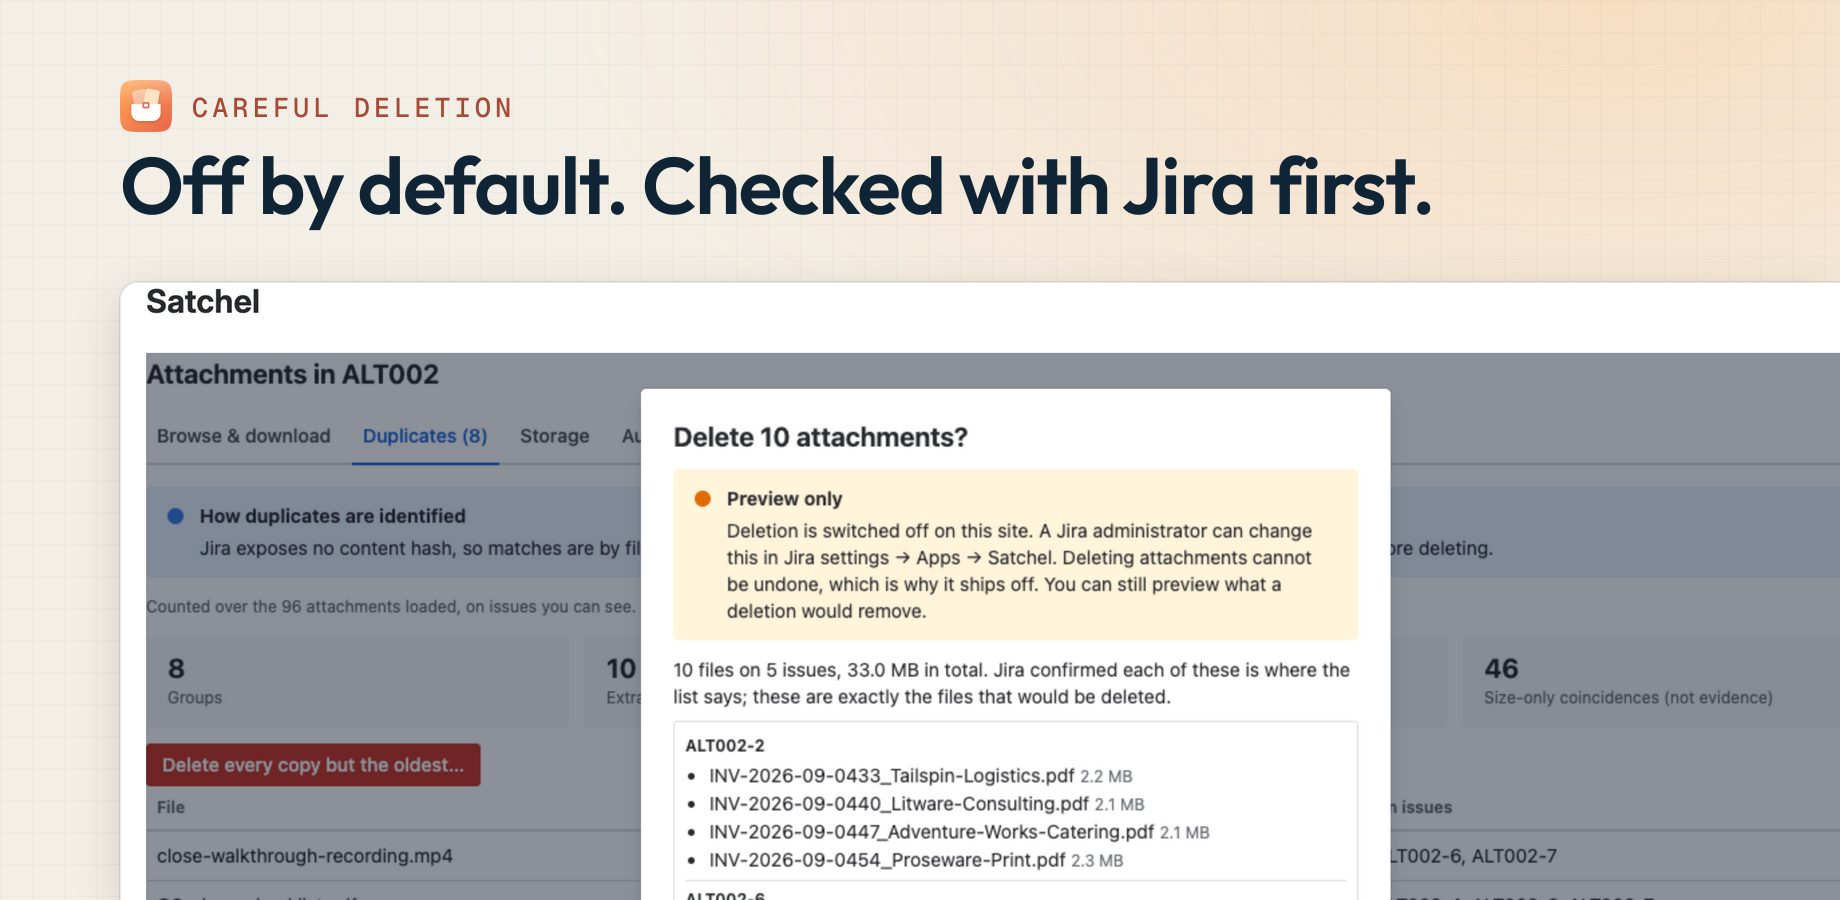 CAREFUL DELETION
Off by default. Checked with Jira first.
Satchel
Attachments in ALT002
Browse & download
Duplicates (8)
Storage
Au
How duplicates are identified
Jira exposes no content hash, so matches are by fil
ore deleting.
Counted over the 96 attachments loaded, on issues you can see.
8
Groups
10
Extra
46
Size-only coincidences (not evidence)
Delete every copy but the oldest...
File
n issues
close-walkthrough-recording.mp4
LT002-6, ALT002-7
Delete 10 attachments?
Preview only
Deletion is switched off on this site. A Jira administrator can change
this in Jira settings → Apps → Satchel. Deleting attachments cannot
be undone, which is why it ships off. You can still preview what a
deletion would remove.
10 files on 5 issues, 33.0 MB in total. Jira confirmed each of these is where the
list says; these are exactly the files that would be deleted.
ALT002-2
• INV-2026-09-0433_Tailspin-Logistics.pdf 2.2 MB
• INV-2026-09-0440_Litware-Consulting.pdf 2.1 MB
• INV-2026-09-0447_Adventure-Works-Catering.pdf 2.1 MB
• INV-2026-09-0454_Proseware-Print.pdf 2.3 MB
ALT002-6